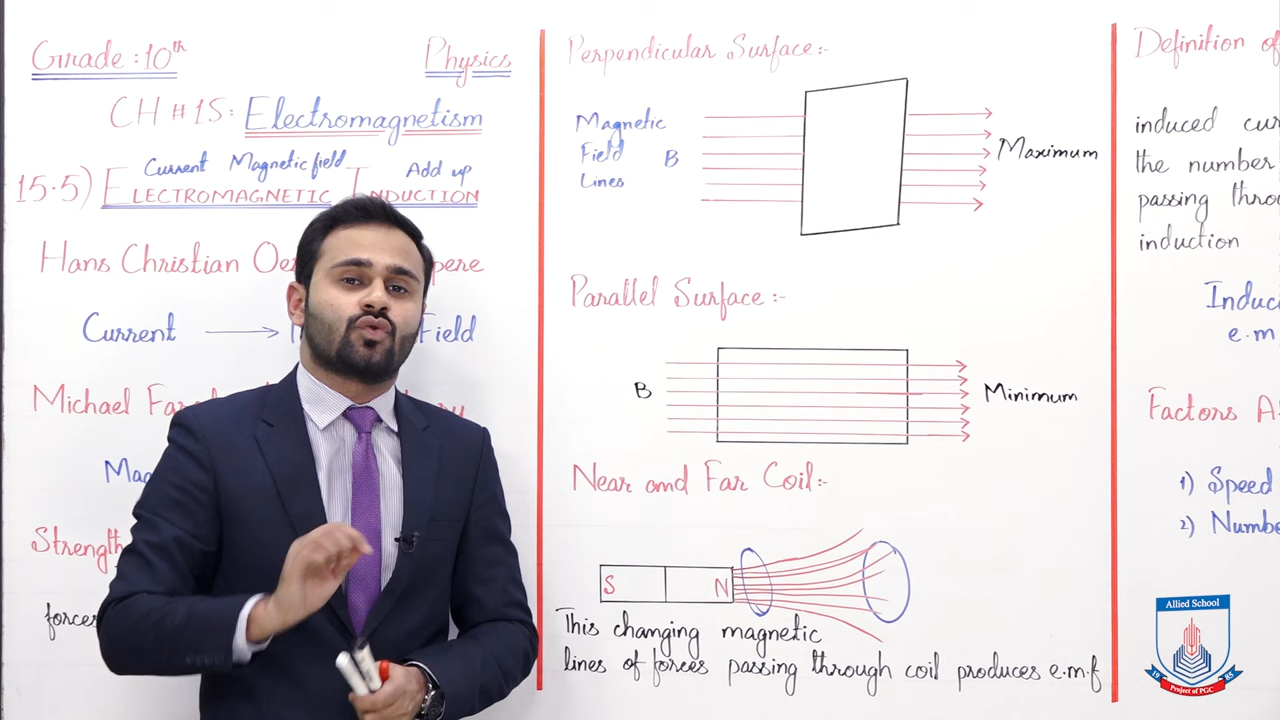 Grade : 10th
Physics
CH # 15: Electromagnetism
Current Magnetic field Add up
15.5) ELECTROMAGNETIC INDUCTION
Hans Christian
Current → Field
Michael
Strength
forces
Perpendicular Surface:-
Magnetic
Field B
Lines
Maximum
Parallel Surface:-
B
Minimum
Near and Far Coil:-
S N
This changing magnetic
lines of forces passing through coil produces e.m.f
Definition of
induced
the number
passing
induction
e.m
Factors
1) Speed
2)
Allied School
19 85
Project of PGC